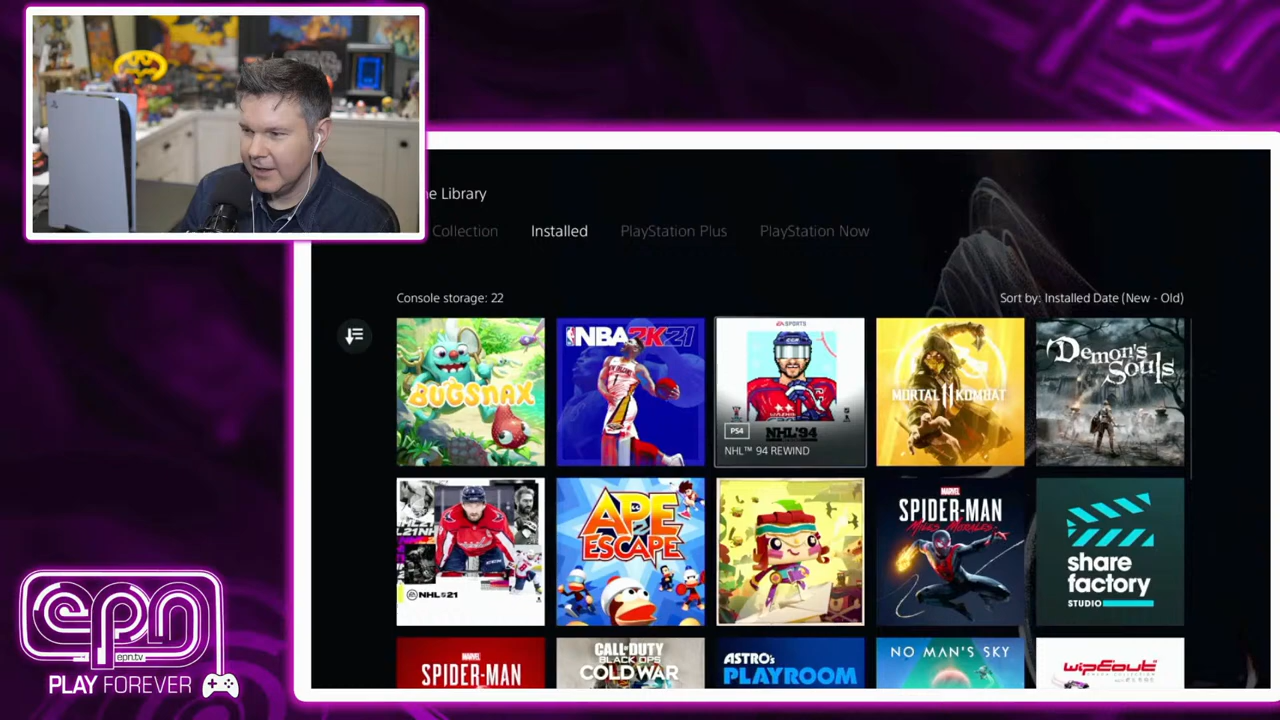 e Library
Collection
Installed
PlayStation Plus
PlayStation Now
Console storage: 22
Sort by: Installed Date (New - Old)
BUGSNAX
NBA 2K21
EA SPORTS
PS4
NHL'94
NHL™ 94 REWIND
MORTAL KOMBAT 11
Demon's
Souls
NHL 21
APE
ESCAPE
MARVEL
SPIDER-MAN
MILES MORALES
share
factory
STUDIO
MARVEL
SPIDER-MAN
CALL OF DUTY
BLACK OPS
COLD WAR
ASTRO's
PLAYROOM
NO MAN'S SKY
wipEout
epn
epn.tv
PLAY FOREVER